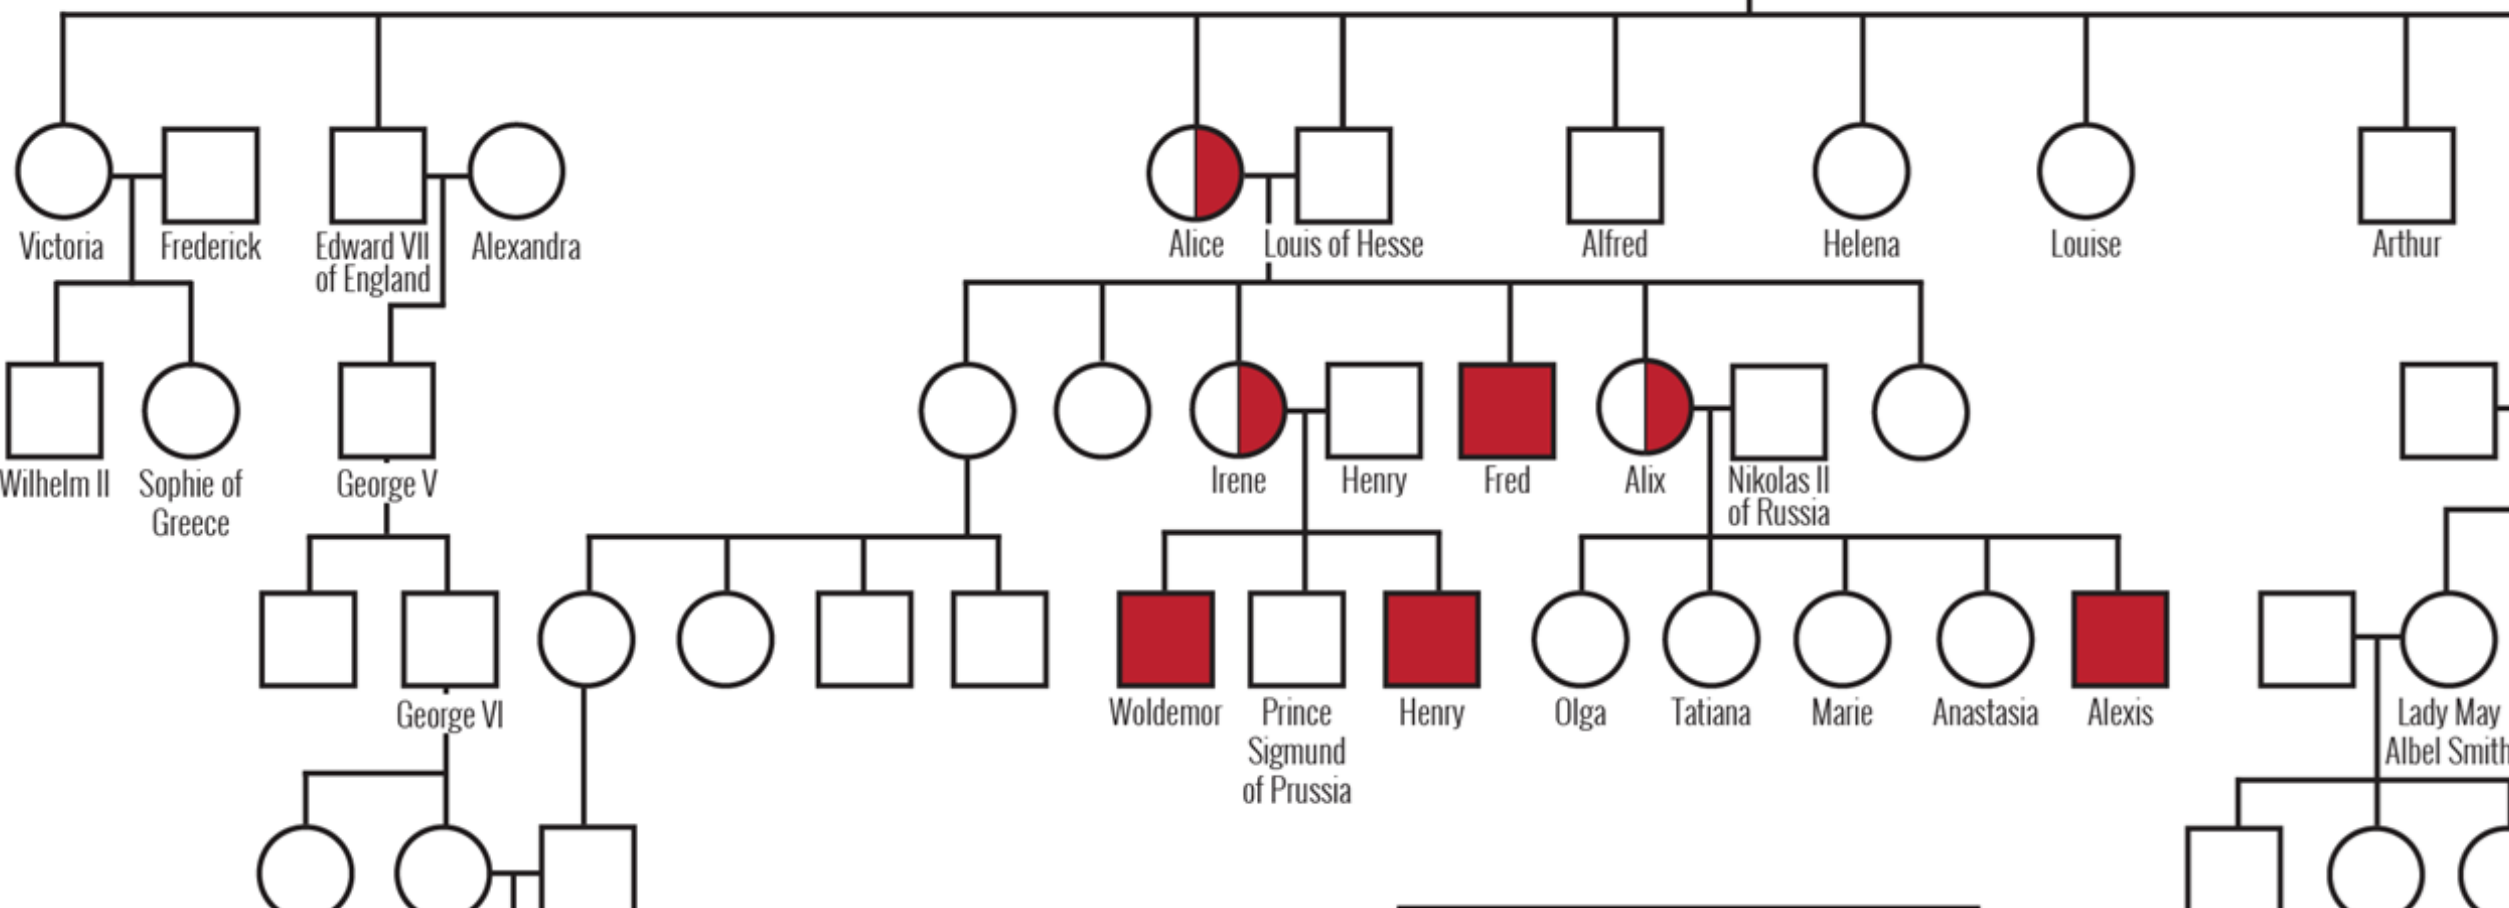 Victoria
Frederick
Edward VII
of England
Alexandra
Alice
Louis of Hesse
Alfred
Helena
Louise
Arthur
Wilhelm II
Sophie of
Greece
George V
Irene
Henry
Fred
Alix
Nikolas II
of Russia
George VI
Woldemor
Prince
Sigmund
of Prussia
Henry
Olga
Tatiana
Marie
Anastasia
Alexis
Lady May
Albel Smith